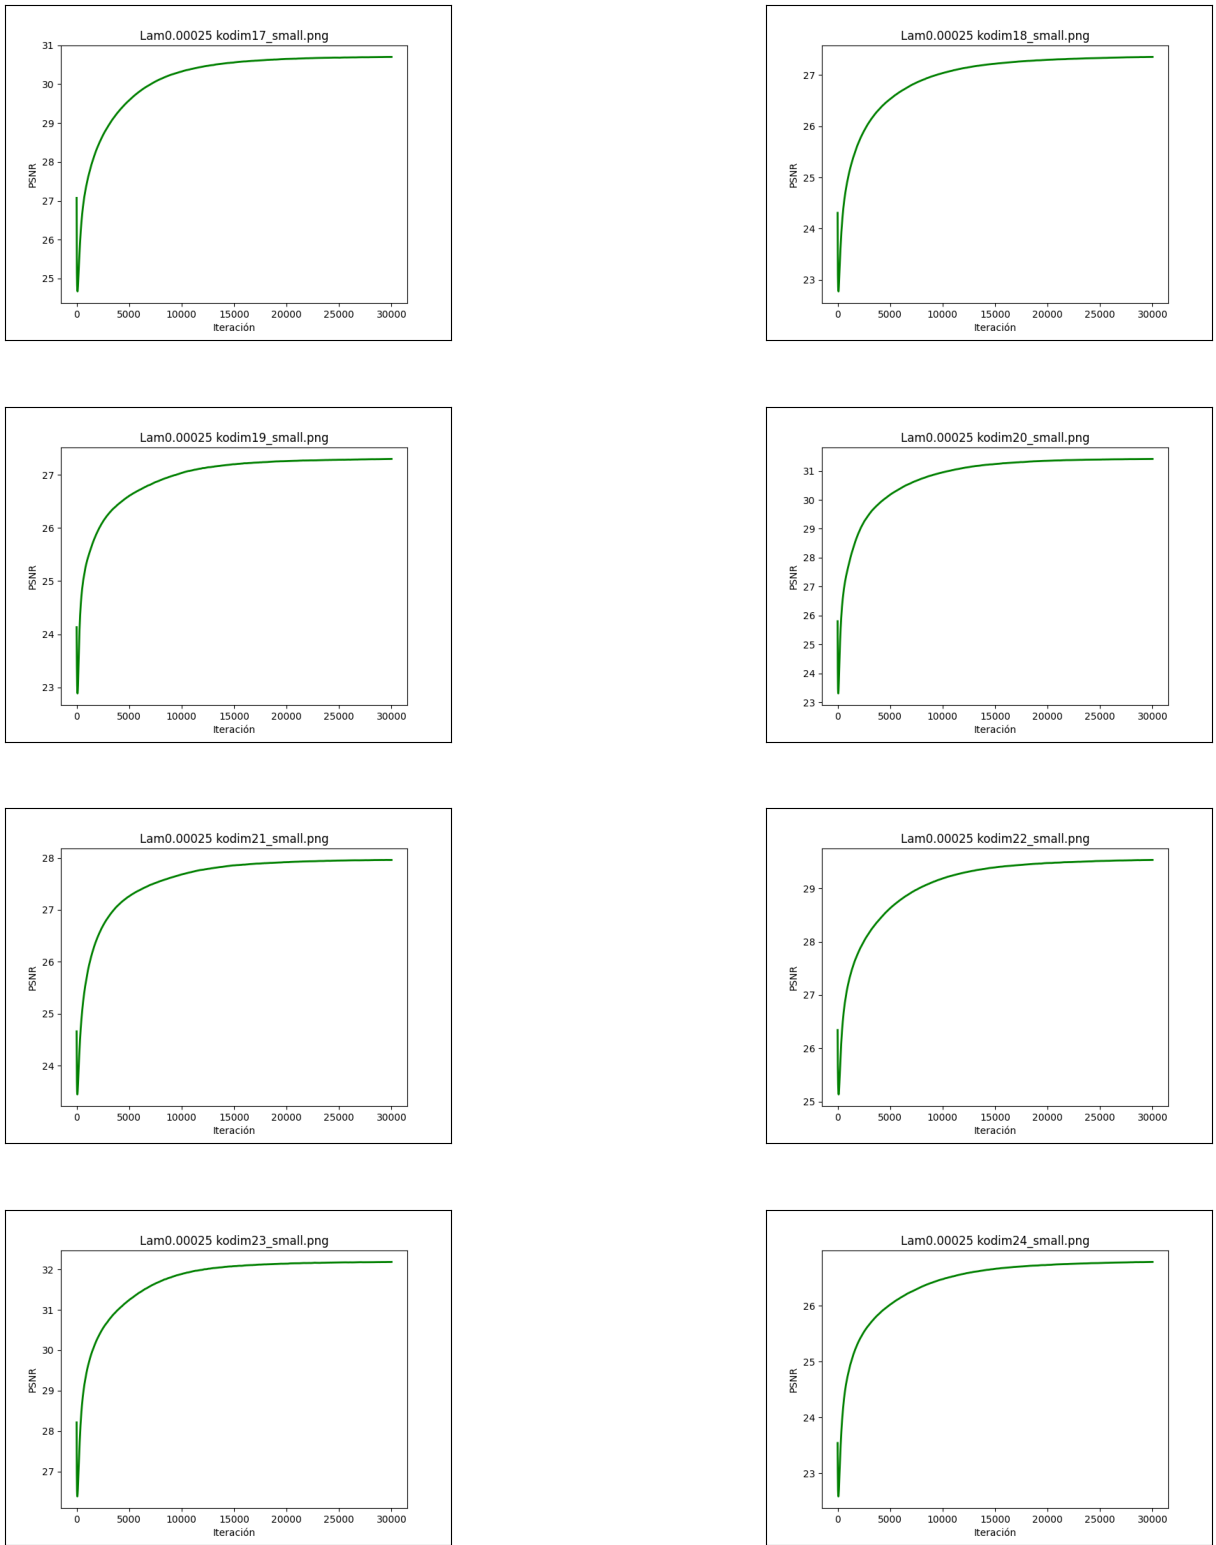 Lam0.00025 kodim17_small.png
31
30
29
28
27
26
25
PSNR
0 5000 10000 15000 20000 25000 30000
Iteración
Lam0.00025 kodim18_small.png
27
26
25
24
23
PSNR
0 5000 10000 15000 20000 25000 30000
Iteración
Lam0.00025 kodim19_small.png
27
26
25
24
23
PSNR
0 5000 10000 15000 20000 25000 30000
Iteración
Lam0.00025 kodim20_small.png
31
30
29
28
27
26
25
24
23
PSNR
0 5000 10000 15000 20000 25000 30000
Iteración
Lam0.00025 kodim21_small.png
28
27
26
25
24
PSNR
0 5000 10000 15000 20000 25000 30000
Iteración
Lam0.00025 kodim22_small.png
29
28
27
26
25
PSNR
0 5000 10000 15000 20000 25000 30000
Iteración
Lam0.00025 kodim23_small.png
32
31
30
29
28
27
PSNR
0 5000 10000 15000 20000 25000 30000
Iteración
Lam0.00025 kodim24_small.png
26
25
24
23
PSNR
0 5000 10000 15000 20000 25000 30000
Iteración